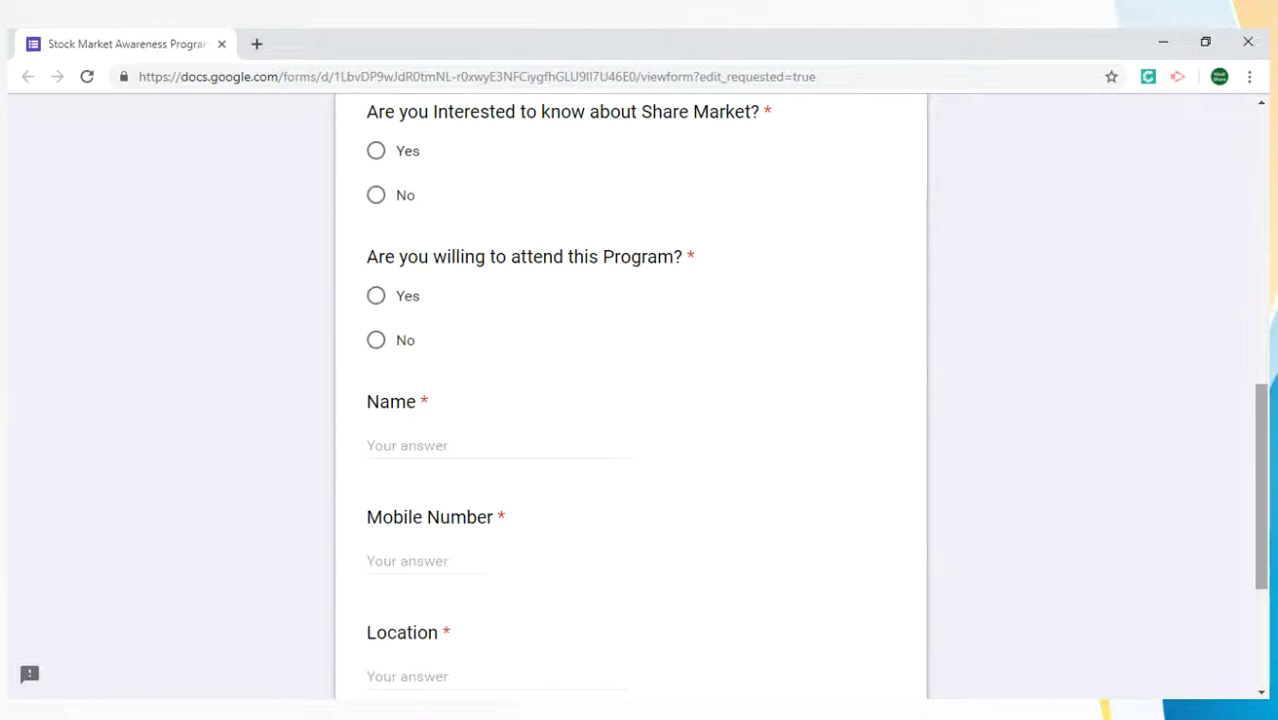 Stock Market Awareness Progra
https://docs.google.com/forms/d/1LbvDP9wJdR0tmNL-r0xwyE3NFCiygfhGLU9Il7U46E0/viewform?edit_requested=true
Are you Interested to know about Share Market? *
Yes
No
Are you willing to attend this Program? *
Yes
No
Name *
Your answer
Mobile Number *
Your answer
Location *
Your answer